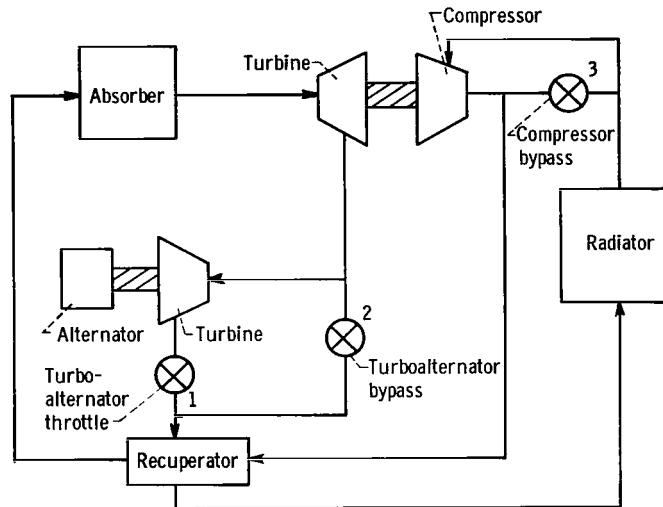 Compressor
Turbine
Absorber
3
Compressor
bypass
Radiator
Alternator
Turbine
2
Turboalternator
bypass
Turbo-
alternator
throttle
1
Recuperator